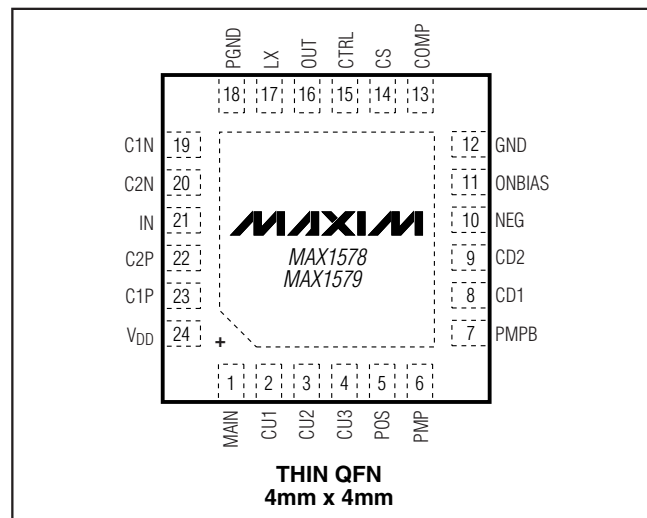 PGND
LX
OUT
CTRL
CS
COMP
18
17
16
15
14
13
C1N 19
C2N 20
IN 21
C2P 22
C1P 23
VDD 24
12 GND
11 ONBIAS
10 NEG
9 CD2
8 CD1
7 PMPB
MAXIM
MAX1578
MAX1579
+
1
2
3
4
5
6
MAIN
CU1
CU2
CU3
POS
PMP
THIN QFN
4mm x 4mm